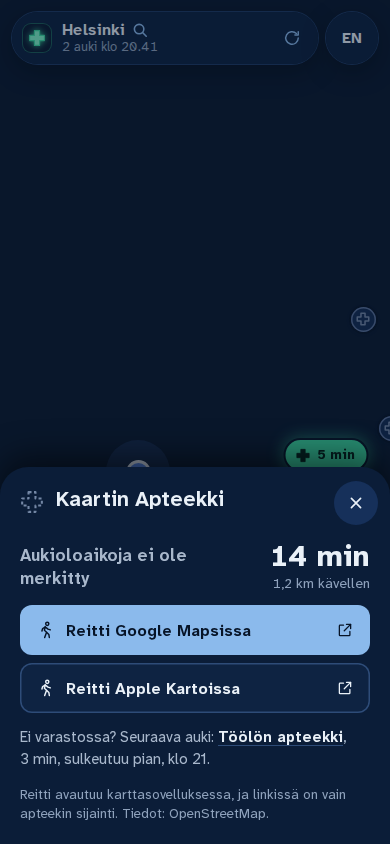 Helsinki
2 auki klo 20.41
EN
5 min
Kaartin Apteekki
Aukioloaikoja ei ole
merkitty
14 min
1,2 km kävellen
Reitti Google Mapsissa
Reitti Apple Kartoissa
Ei varastossa? Seuraava auki: Töölön apteekki,
3 min, sulkeutuu pian, klo 21.
Reitti avautuu karttasovelluksessa, ja linkissä on vain
apteekin sijainti. Tiedot: OpenStreetMap.